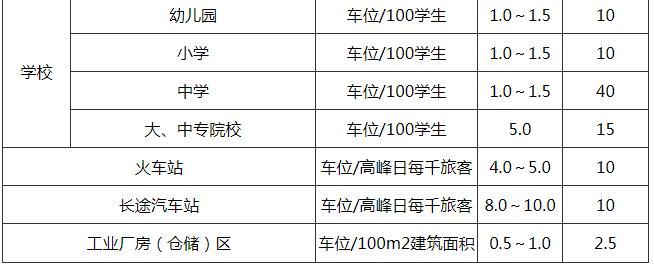 幼儿园 车位/100学生 1.0～1.5 10
小学 车位/100学生 1.0～1.5 10
学校
中学 车位/100学生 1.0～1.5 40
大、中专院校 车位/100学生 5.0 15
火车站 车位/高峰日每千旅客 4.0～5.0 10
长途汽车站 车位/高峰日每千旅客 8.0～10.0 10
工业厂房（仓储）区 车位/100m2建筑面积 0.5～1.0 2.5